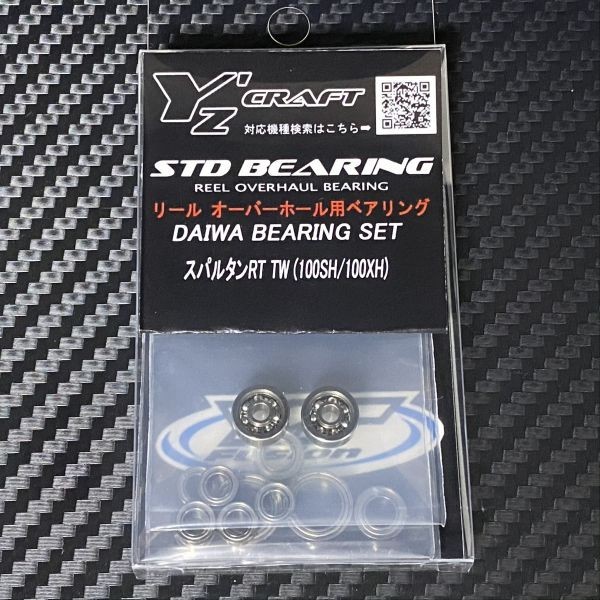 Y'z CRAFT
対応機種検索はこちら➡
STD BEARING
REEL OVERHAUL BEARING
リール オーバーホール用ベアリング
DAIWA BEARING SET
スパルタンRT TW(100SH/100XH)